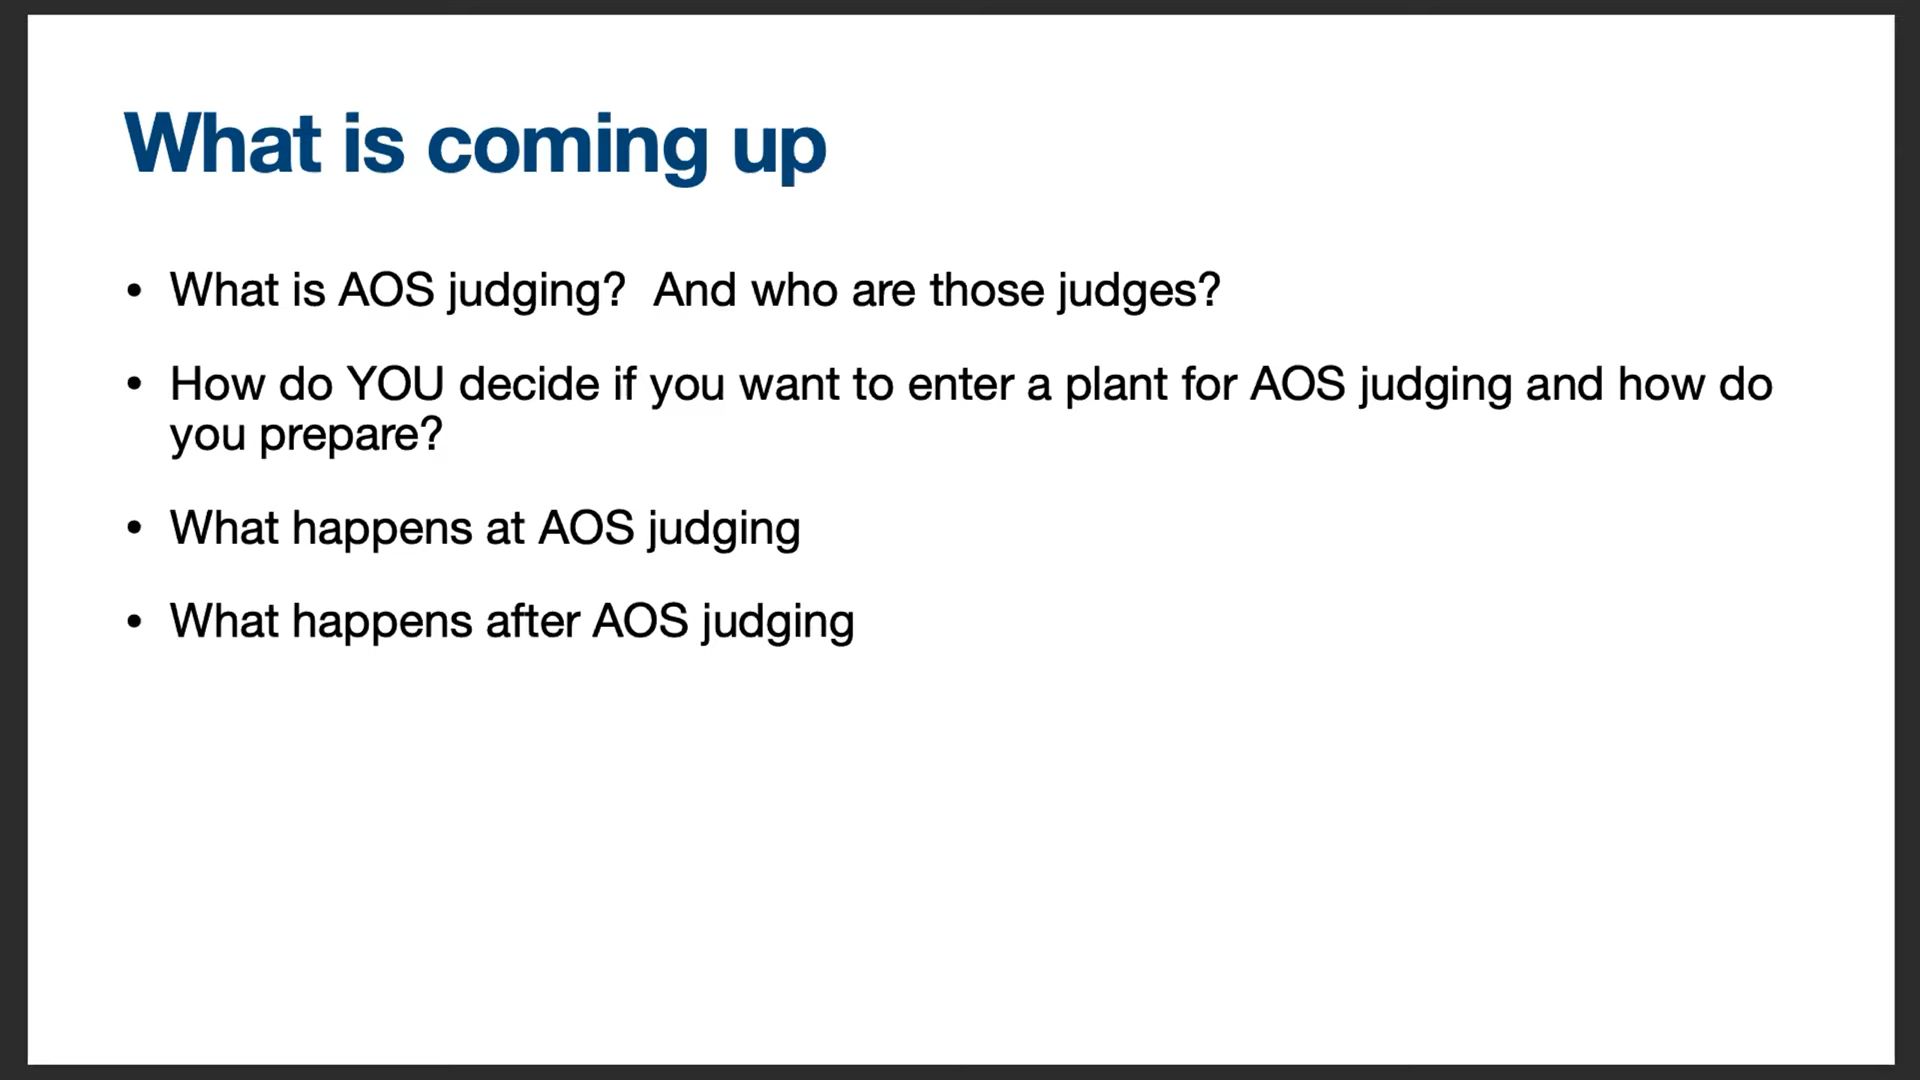 What is coming up
• What is AOS judging?  And who are those judges?
• How do YOU decide if you want to enter a plant for AOS judging and how do
you prepare?
• What happens at AOS judging
• What happens after AOS judging